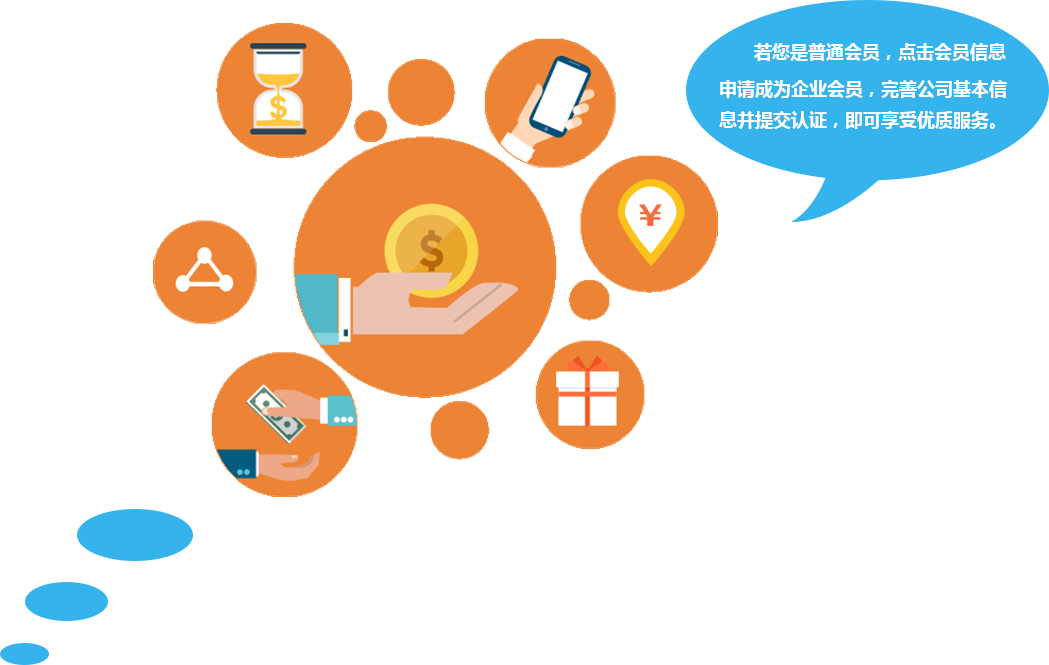 若您是普通会员，点击会员信息
申请成为企业会员，完善公司基本信
息并提交认证，即可享受优质服务。
$
¥
$